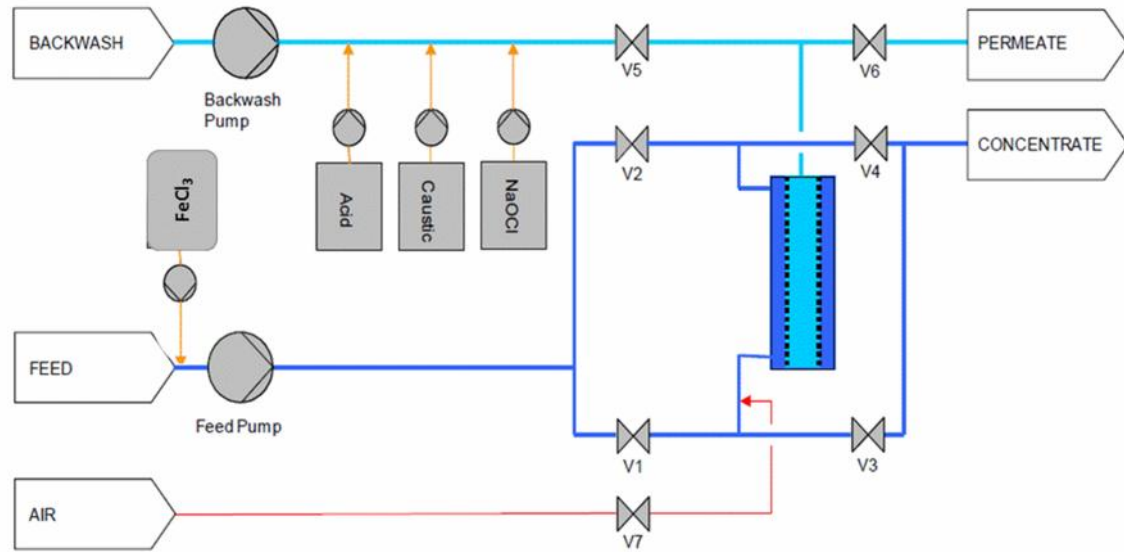 BACKWASH
Backwash
Pump
V5
V6
PERMEATE
V2
V4
CONCENTRATE
FeCl₃
Acid
Caustic
NaOCl
FEED
Feed Pump
V1
V3
AIR
V7